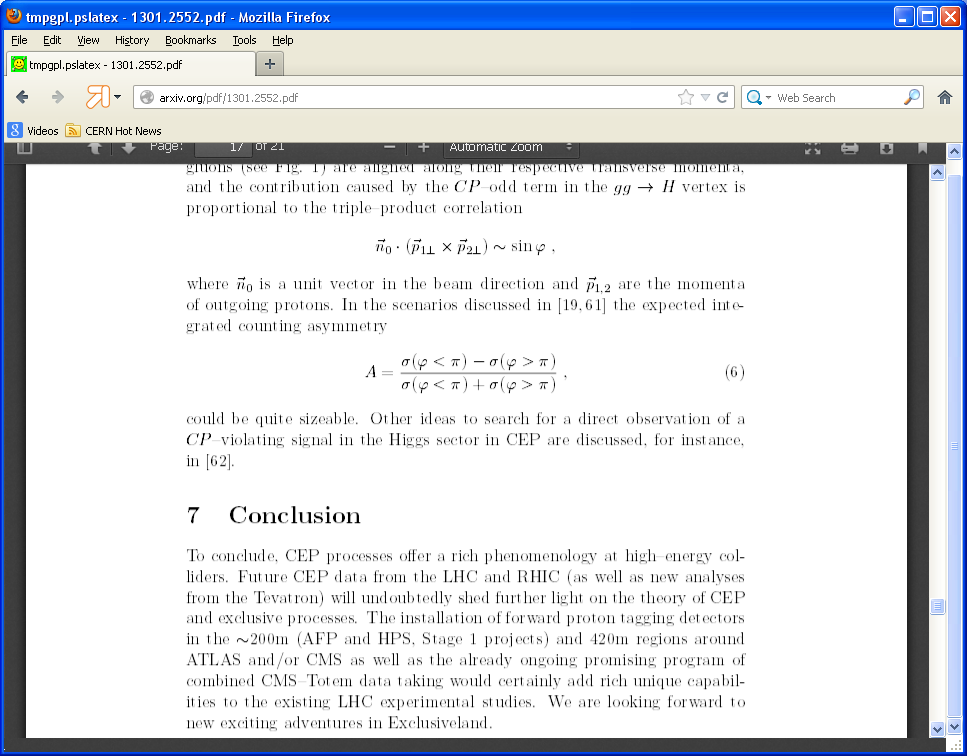 tmpgpl.pslatex - 1301.2552.pdf - Mozilla Firefox
File Edit View History Bookmarks Tools Help
tmpgpl.pslatex - 1301.2552.pdf
arxiv.org/pdf/1301.2552.pdf
Web Search
Videos CERN Hot News
Page: 17 of 21 Automatic Zoom
gluons (see Fig. 1) are aligned along their respective transverse momenta,
and the contribution caused by the CP–odd term in the gg → H vertex is
proportional to the triple–product correlation
n⃗₀ · (p⃗₁⊥ × p⃗₂⊥) ∼ sin φ ,
where n⃗₀ is a unit vector in the beam direction and p⃗₁,₂ are the momenta
of outgoing protons. In the scenarios discussed in [19, 61] the expected inte-
grated counting asymmetry
A = σ(φ < π) − σ(φ > π) / σ(φ < π) + σ(φ > π) , (6)
could be quite sizeable. Other ideas to search for a direct observation of a
CP–violating signal in the Higgs sector in CEP are discussed, for instance,
in [62].
7 Conclusion
To conclude, CEP processes offer a rich phenomenology at high–energy col-
liders. Future CEP data from the LHC and RHIC (as well as new analyses
from the Tevatron) will undoubtedly shed further light on the theory of CEP
and exclusive processes. The installation of forward proton tagging detectors
in the ∼200m (AFP and HPS, Stage 1 projects) and 420m regions around
ATLAS and/or CMS as well as the already ongoing promising program of
combined CMS–Totem data taking would certainly add rich unique capabil-
ities to the existing LHC experimental studies. We are looking forward to
new exciting adventures in Exclusiveland.